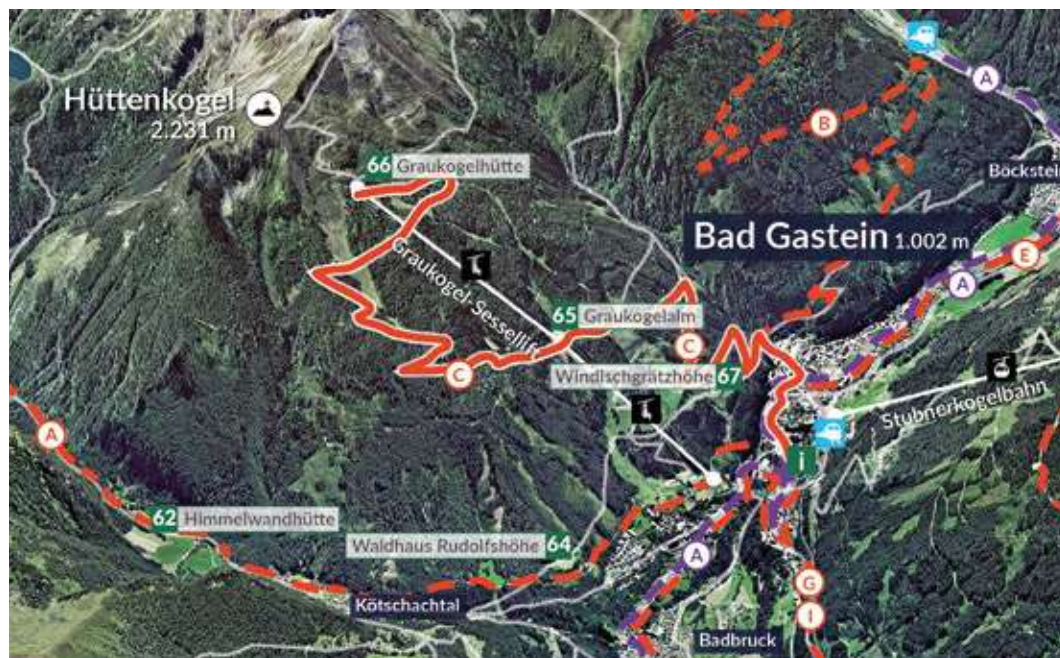 A
Hüttenkogel
2.231 m
B
66 Graukogelhütte
Böckstein
Bad Gastein 1.002 m
E
A
Graukogel-Sessellift
65 Graukogelalm
C
C
Windischgrätzhöhe 67
Stubnerkogelbahn
A
i
62 Himmelwandhütte
Waldhaus Rudolfshöhe 64
A
G
Kötschachtal
I
Badbruck